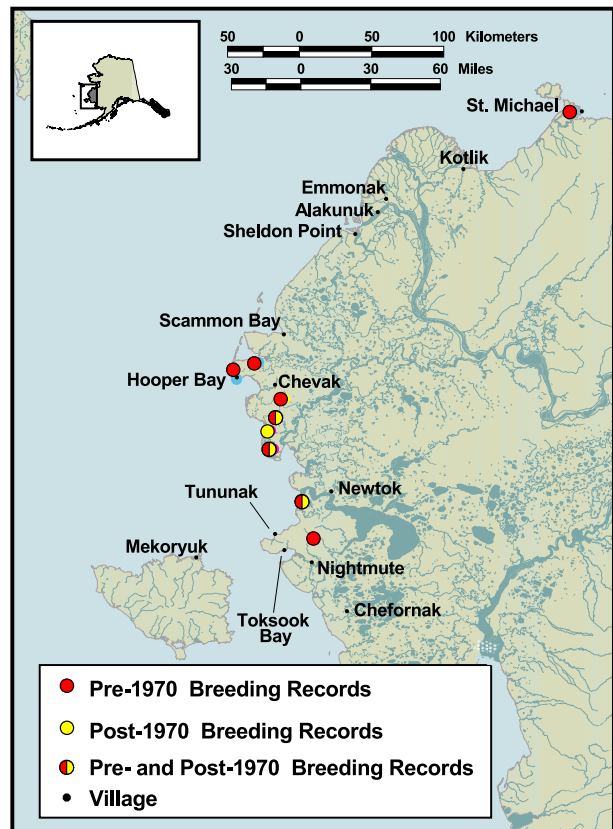 50 0 50 100 Kilometers
30 0 30 60 Miles
St. Michael
Kotlik
Emmonak
Alakunuk
Sheldon Point
Scammon Bay
Hooper Bay
Chevak
Tununak
Newtok
Mekoryuk
Nightmute
Toksook
Bay
Chefornak
Pre-1970 Breeding Records
Post-1970 Breeding Records
Pre- and Post-1970 Breeding Records
Village